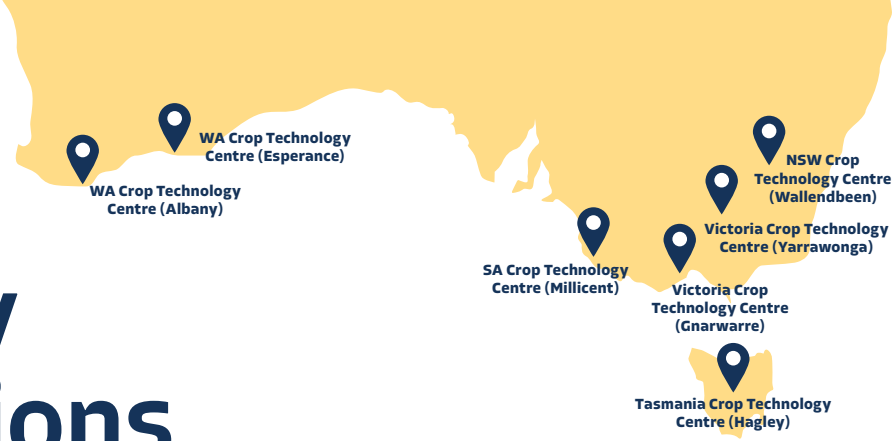 WA Crop Technology
Centre (Esperance)
WA Crop Technology
Centre (Albany)
NSW Crop
Technology Centre
(Wallendbeen)
Victoria Crop Technology
Centre (Yarrawonga)
SA Crop Technology
Centre (Millicent)
Victoria Crop
Technology Centre
(Gnarwarre)
Tasmania Crop Technology
Centre (Hagley)
y
ions